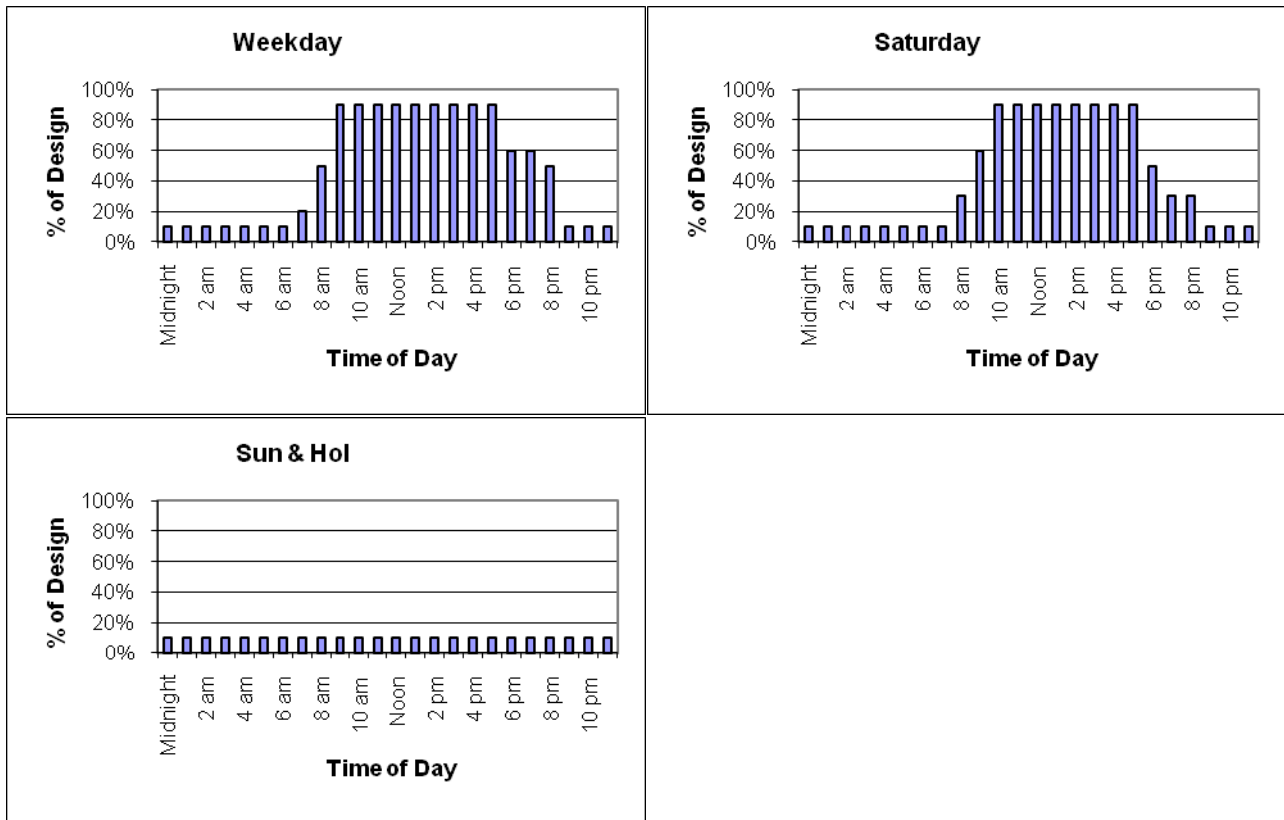 Weekday
% of Design
100%
80%
60%
40%
20%
0%
Midnight
2 am
4 am
6 am
8 am
10 am
Noon
2 pm
4 pm
6 pm
8 pm
10 pm
Time of Day
Saturday
% of Design
100%
80%
60%
40%
20%
0%
Midnight
2 am
4 am
6 am
8 am
10 am
Noon
2 pm
4 pm
6 pm
8 pm
10 pm
Time of Day
Sun & Hol
% of Design
100%
80%
60%
40%
20%
0%
Midnight
2 am
4 am
6 am
8 am
10 am
Noon
2 pm
4 pm
6 pm
8 pm
10 pm
Time of Day